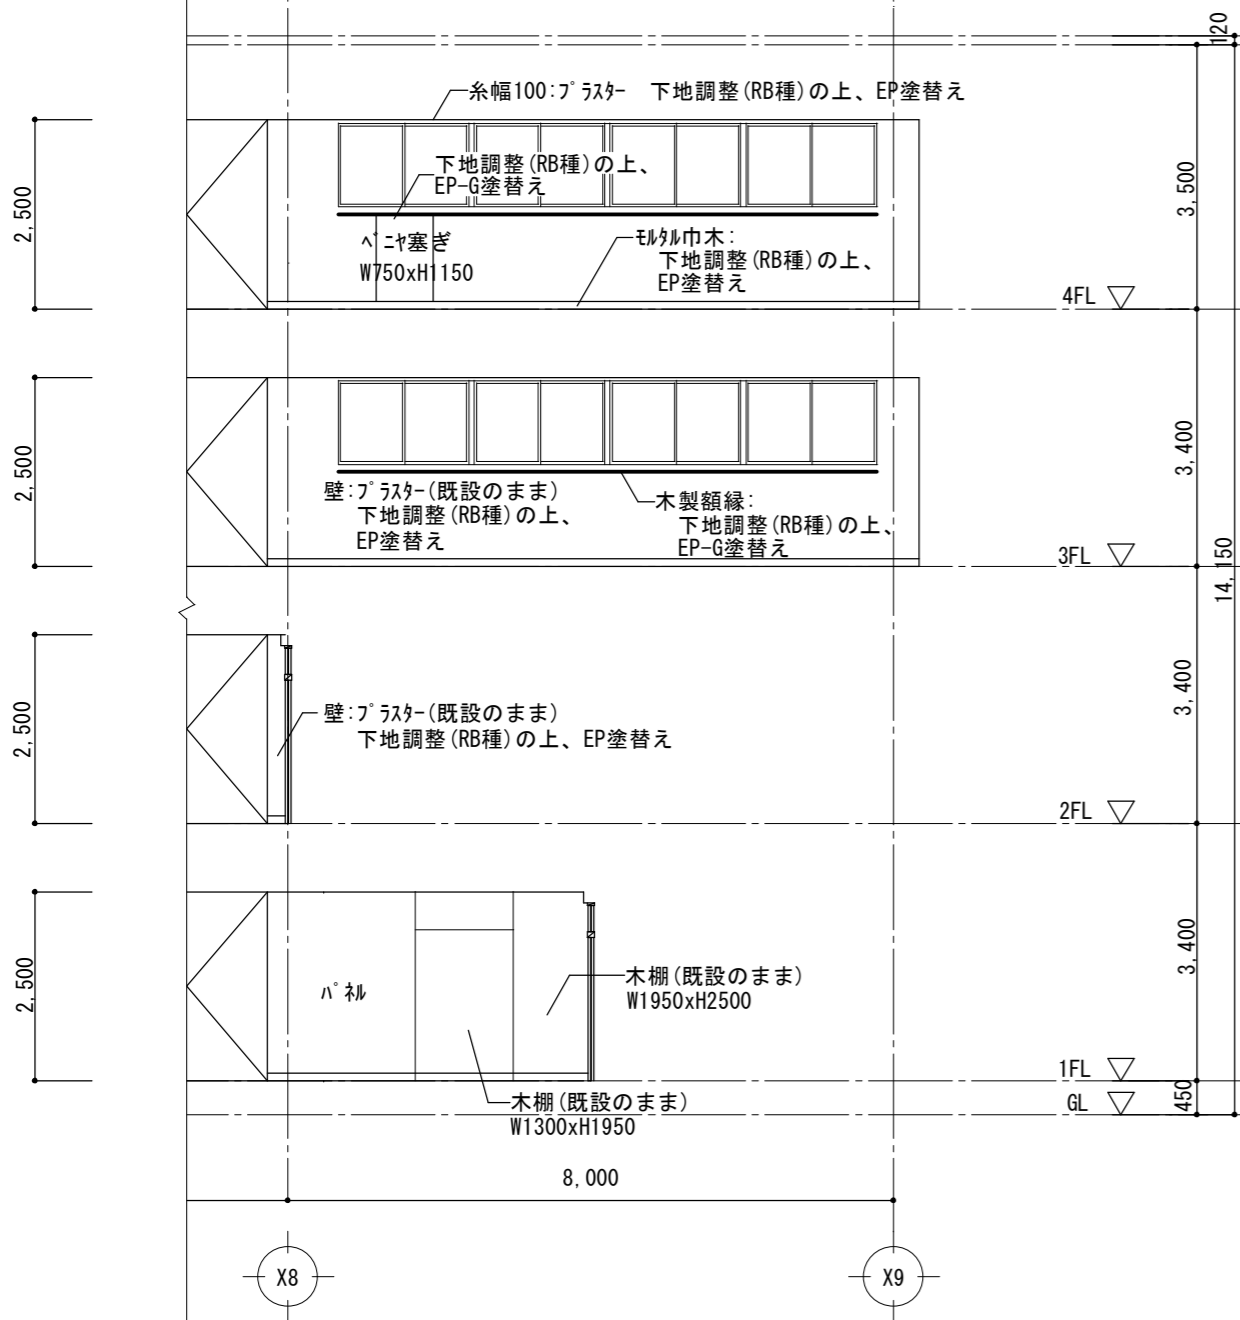 120
糸幅100:プラスター 下地調整(RB種)の上、EP塗替え
下地調整(RB種)の上、
EP-G塗替え
2,500
3,500
ベニヤ塞ぎ
W750xH1150
モルタル巾木:
下地調整(RB種)の上、
EP塗替え
4FL
2,500
3,400
壁:プラスター(既設のまま)
下地調整(RB種)の上、
EP塗替え
木製額縁:
下地調整(RB種)の上、
EP-G塗替え
3FL
14,150
2,500
3,400
壁:プラスター(既設のまま)
下地調整(RB種)の上、EP塗替え
2FL
2,500
3,400
パネル
木棚(既設のまま)
W1950xH2500
1FL
木棚(既設のまま)
W1300xH1950
GL
450
8,000
X8
X9